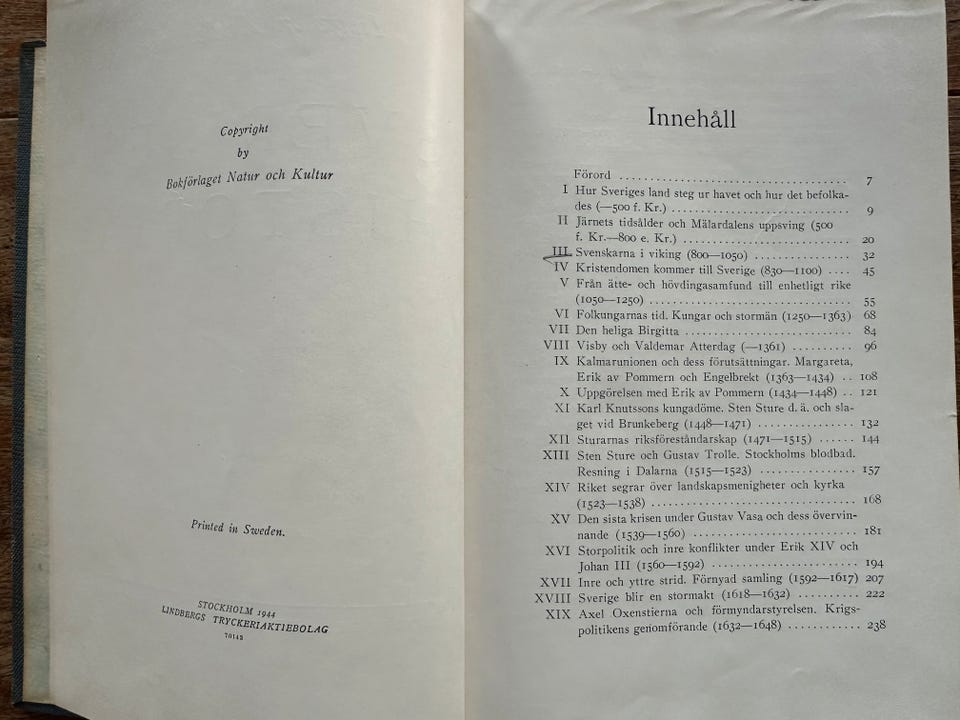 Copyright
by
Bokförlaget Natur och Kultur
Printed in Sweden.
STOCKHOLM 1944
LINDBERGS TRYCKERIAKTIEBOLAG
70143
Innehåll
Förord .................................... 7
I Hur Sveriges land steg ur havet och hur det befolka-
des (—500 f. Kr.) ............................ 9
II Järnets tidsålder och Mälardalens uppsving (500
f. Kr.—800 e. Kr.) .......................... 20
III Svenskarna i viking (800—1050) ............... 32
IV Kristendomen kommer till Sverige (830—1100) .... 45
V Från ätte- och hövdingasamfund till enhetligt rike
(1050—1250) ................................ 55
VI Folkungarnas tid. Kungar och stormän (1250—1363) 68
VII Den heliga Birgitta .......................... 84
VIII Visby och Valdemar Atterdag (—1361) .......... 96
IX Kalmarunionen och dess förutsättningar. Margareta,
Erik av Pommern och Engelbrekt (1363—1434) .. 108
X Uppgörelsen med Erik av Pommern (1434—1448) .. 121
XI Karl Knutssons kungadöme. Sten Sture d. ä. och sla-
get vid Brunkeberg (1448—1471) ............... 132
XII Sturarnas riksföreståndarskap (1471—1515) ...... 144
XIII Sten Sture och Gustav Trolle. Stockholms blodbad.
Resning i Dalarna (1515—1523) ............... 157
XIV Riket segrar över landskapsmenigheter och kyrka
(1523—1538) ................................ 168
XV Den sista krisen under Gustav Vasa och dess övervin-
nande (1539—1560) .......................... 181
XVI Storpolitik och inre konflikter under Erik XIV och
Johan III (1560—1592) ....................... 194
XVII Inre och yttre strid. Förnyad samling (1592—1617) 207
XVIII Sverige blir en stormakt (1618—1632) .......... 222
XIX Axel Oxenstierna och förmyndarstyrelsen. Krigs-
politikens genomförande (1632—1648) ........... 238